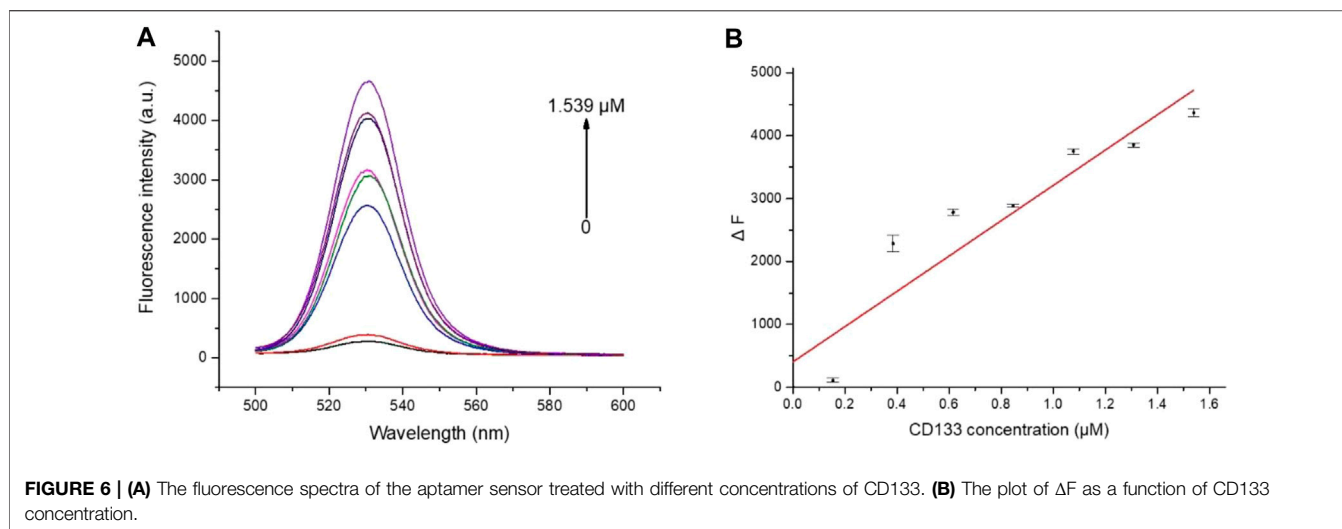 A
Fluorescence intensity (a.u.)
5000
4000
3000
2000
1000
0
1.539 μM
0
500 520 540 560 580 600
Wavelength (nm)
B
Δ F
5000
4000
3000
2000
1000
0
0.0 0.2 0.4 0.6 0.8 1.0 1.2 1.4 1.6
CD133 concentration (μM)
FIGURE 6 | (A) The fluorescence spectra of the aptamer sensor treated with different concentrations of CD133. (B) The plot of ΔF as a function of CD133
concentration.